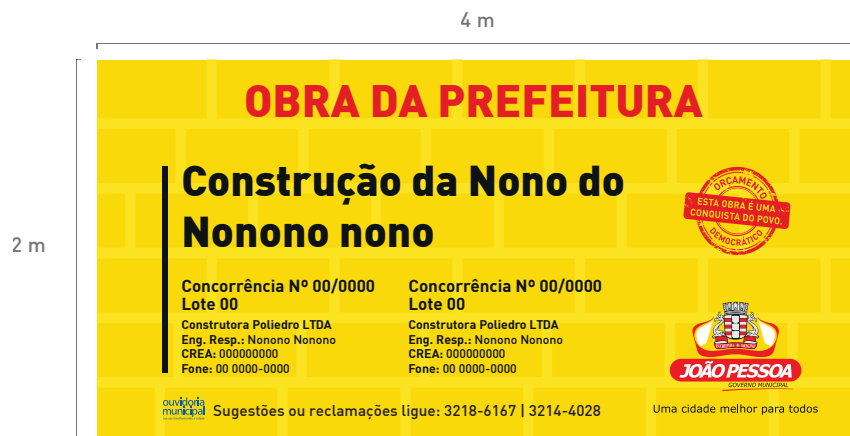 4 m
2 m
OBRA DA PREFEITURA
Construção da Nono do
Nonono nono
ORÇAMENTO
ESTA OBRA É UMA
CONQUISTA DO POVO.
DEMOCRÁTICO
Concorrência Nº 00/0000
Lote 00
Construtora Poliedro LTDA
Eng. Resp.: Nonono Nonono
CREA: 000000000
Fone: 00 0000-0000
Concorrência Nº 00/0000
Lote 00
Construtora Poliedro LTDA
Eng. Resp.: Nonono Nonono
CREA: 000000000
Fone: 00 0000-0000
JOÃO PESSOA
GOVERNO MUNICIPAL
Uma cidade melhor para todos
ouvidoria
municipal
Sugestões ou reclamações ligue: 3218-6167 | 3214-4028